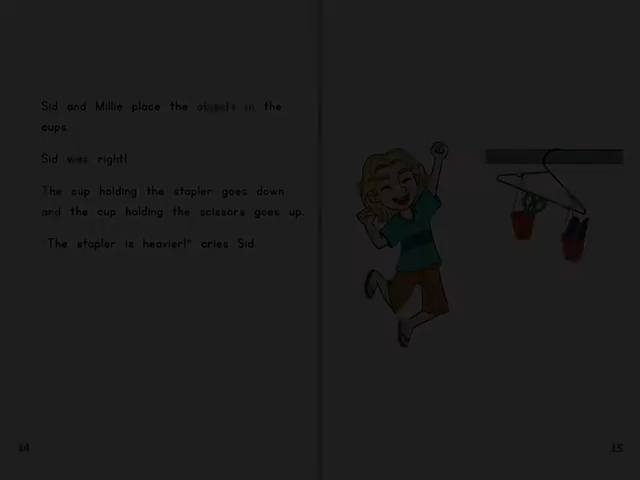 Sid and Millie place the objects in the
cups
Sid was right!
The cup holding the stapler goes down
and the cup holding the scissors goes up.
"The stapler is heavier!" cries Sid
14
15